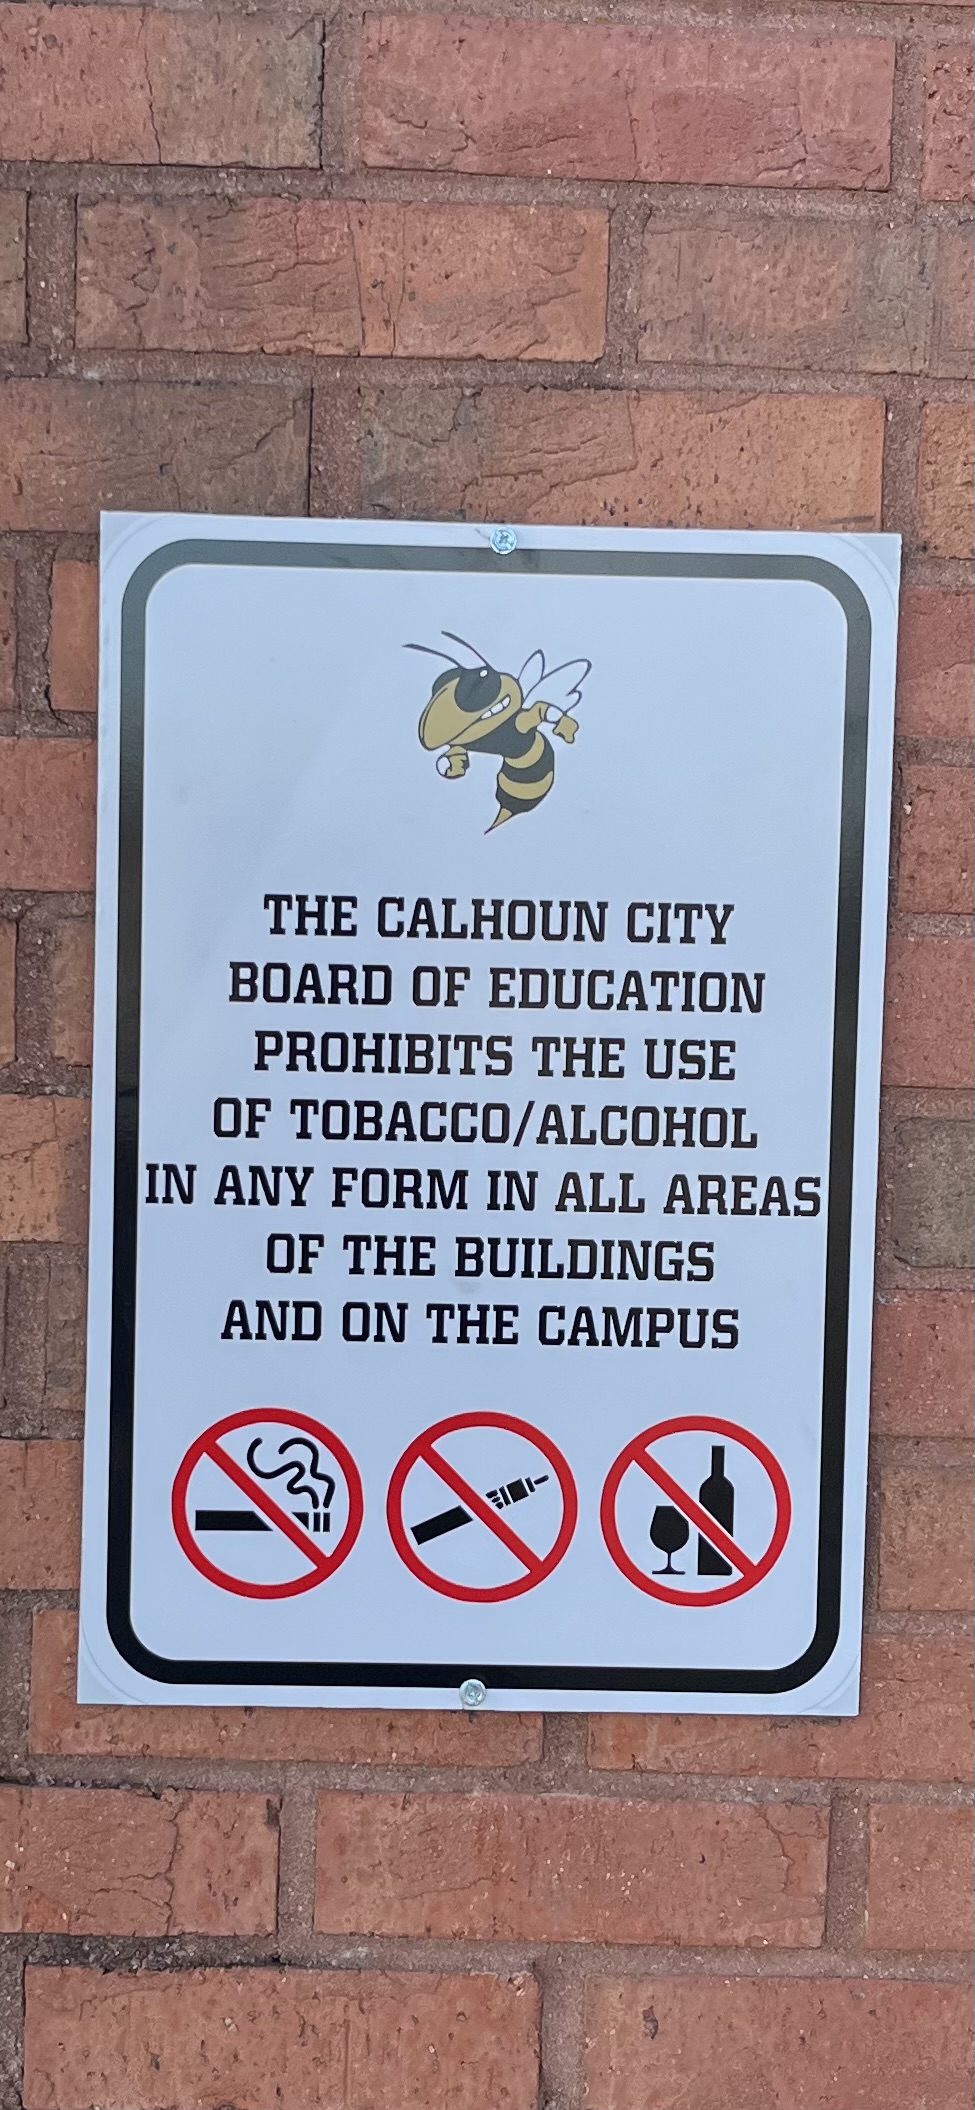 THE CALHOUN CITY
BOARD OF EDUCATION
PROHIBITS THE USE
OF TOBACCO/ALCOHOL
IN ANY FORM IN ALL AREAS
OF THE BUILDINGS
AND ON THE CAMPUS